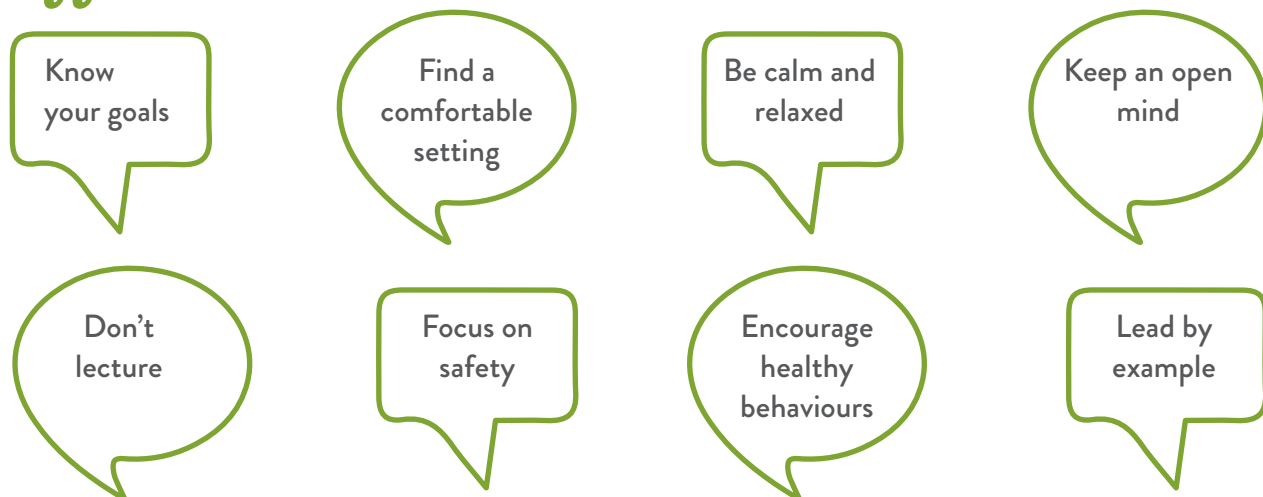 Know
your goals
Find a
comfortable
setting
Be calm and
relaxed
Keep an open
mind
Don’t
lecture
Focus on
safety
Encourage
healthy
behaviours
Lead by
example